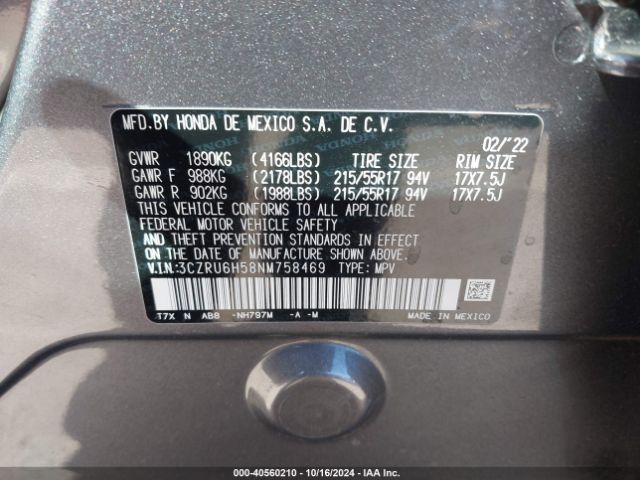 MFD.BY HONDA DE MEXICO S.A. DE C.V.
02/'22
GVWR 1890KG (4166LBS) TIRE SIZE RIM SIZE
GAWR F 988KG (2178LBS) 215/55R17 94V 17X7.5J
GAWR R 902KG (1988LBS) 215/55R17 94V 17X7.5J
THIS VEHICLE CONFORMS TO ALL APPLICABLE
FEDERAL MOTOR VEHICLE SAFETY
AND THEFT PREVENTION STANDARDS IN EFFECT
ON THE DATE OF MANUFACTURE SHOWN ABOVE.
V.I.N:3CZRU6H58NM758469 TYPE: MPV
T7X N AB8 -NH797M -A -M MADE IN MEXICO
000-40560210 - 10/16/2024 - IAAI.COM